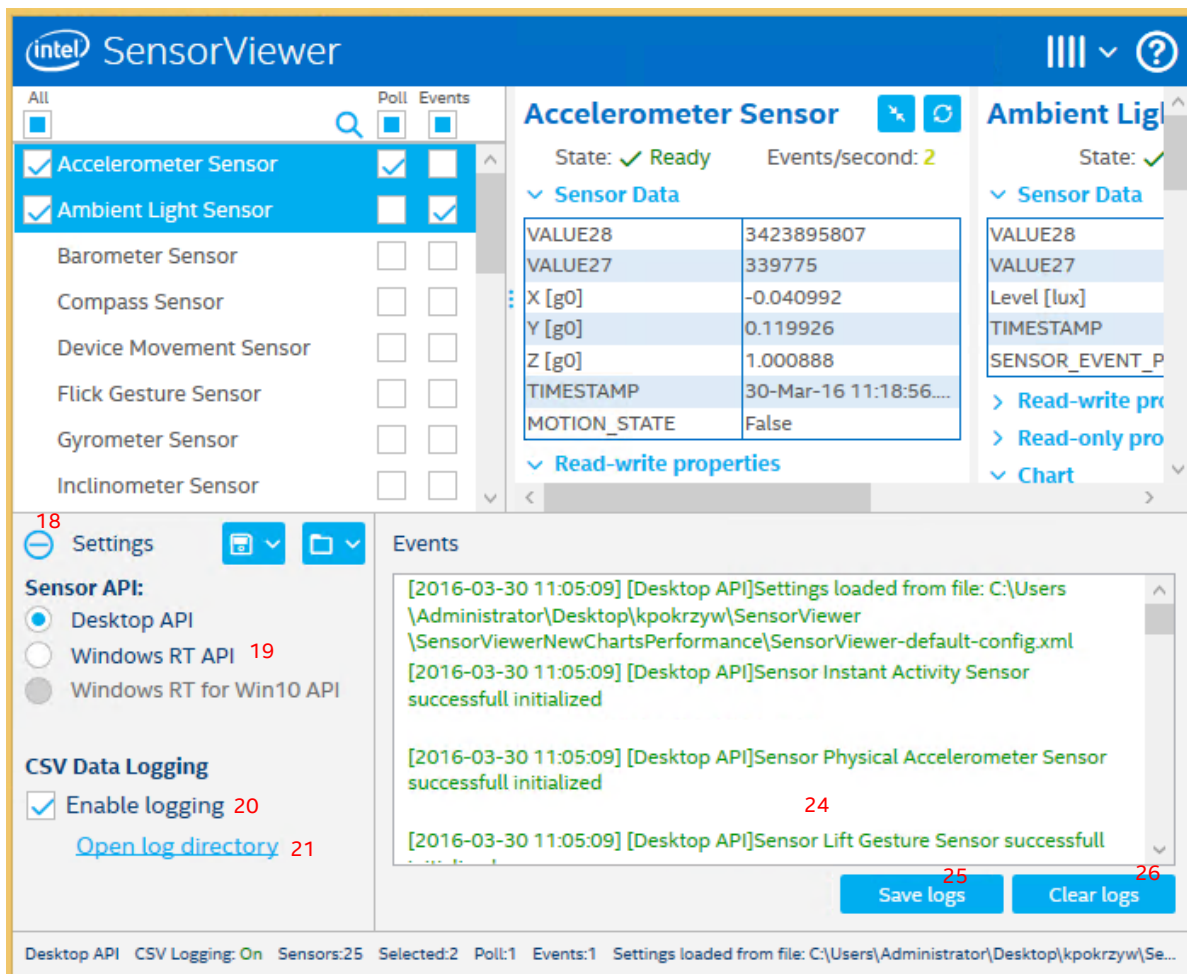 intel SensorViewer
All Poll Events
Accelerometer Sensor
Ambient Light Sensor
Barometer Sensor
Compass Sensor
Device Movement Sensor
Flick Gesture Sensor
Gyrometer Sensor
Inclinometer Sensor
Accelerometer Sensor
State: Ready Events/second: 2
Sensor Data
VALUE28 3423895807
VALUE27 339775
X [g0] -0.040992
Y [g0] 0.119926
Z [g0] 1.000888
TIMESTAMP 30-Mar-16 11:18:56....
MOTION_STATE False
Read-write properties
Ambient Ligh
State:
Sensor Data
VALUE28
VALUE27
Level [lux]
TIMESTAMP
SENSOR_EVENT_P
Read-write pro
Read-only pro
Chart
18
Settings
Sensor API:
Desktop API
Windows RT API 19
Windows RT for Win10 API
CSV Data Logging
Enable logging 20
Open log directory 21
Events
[2016-03-30 11:05:09] [Desktop API]Settings loaded from file: C:\Users
\Administrator\Desktop\kpokrzyw\SensorViewer
\SensorViewerNewChartsPerformance\SensorViewer-default-config.xml
[2016-03-30 11:05:09] [Desktop API]Sensor Instant Activity Sensor
successfull initialized
[2016-03-30 11:05:09] [Desktop API]Sensor Physical Accelerometer Sensor
successfull initialized
24
[2016-03-30 11:05:09] [Desktop API]Sensor Lift Gesture Sensor successfull
25 26
Save logs Clear logs
Desktop API CSV Logging: On Sensors:25 Selected:2 Poll:1 Events:1 Settings loaded from file: C:\Users\Administrator\Desktop\kpokrzyw\Se...